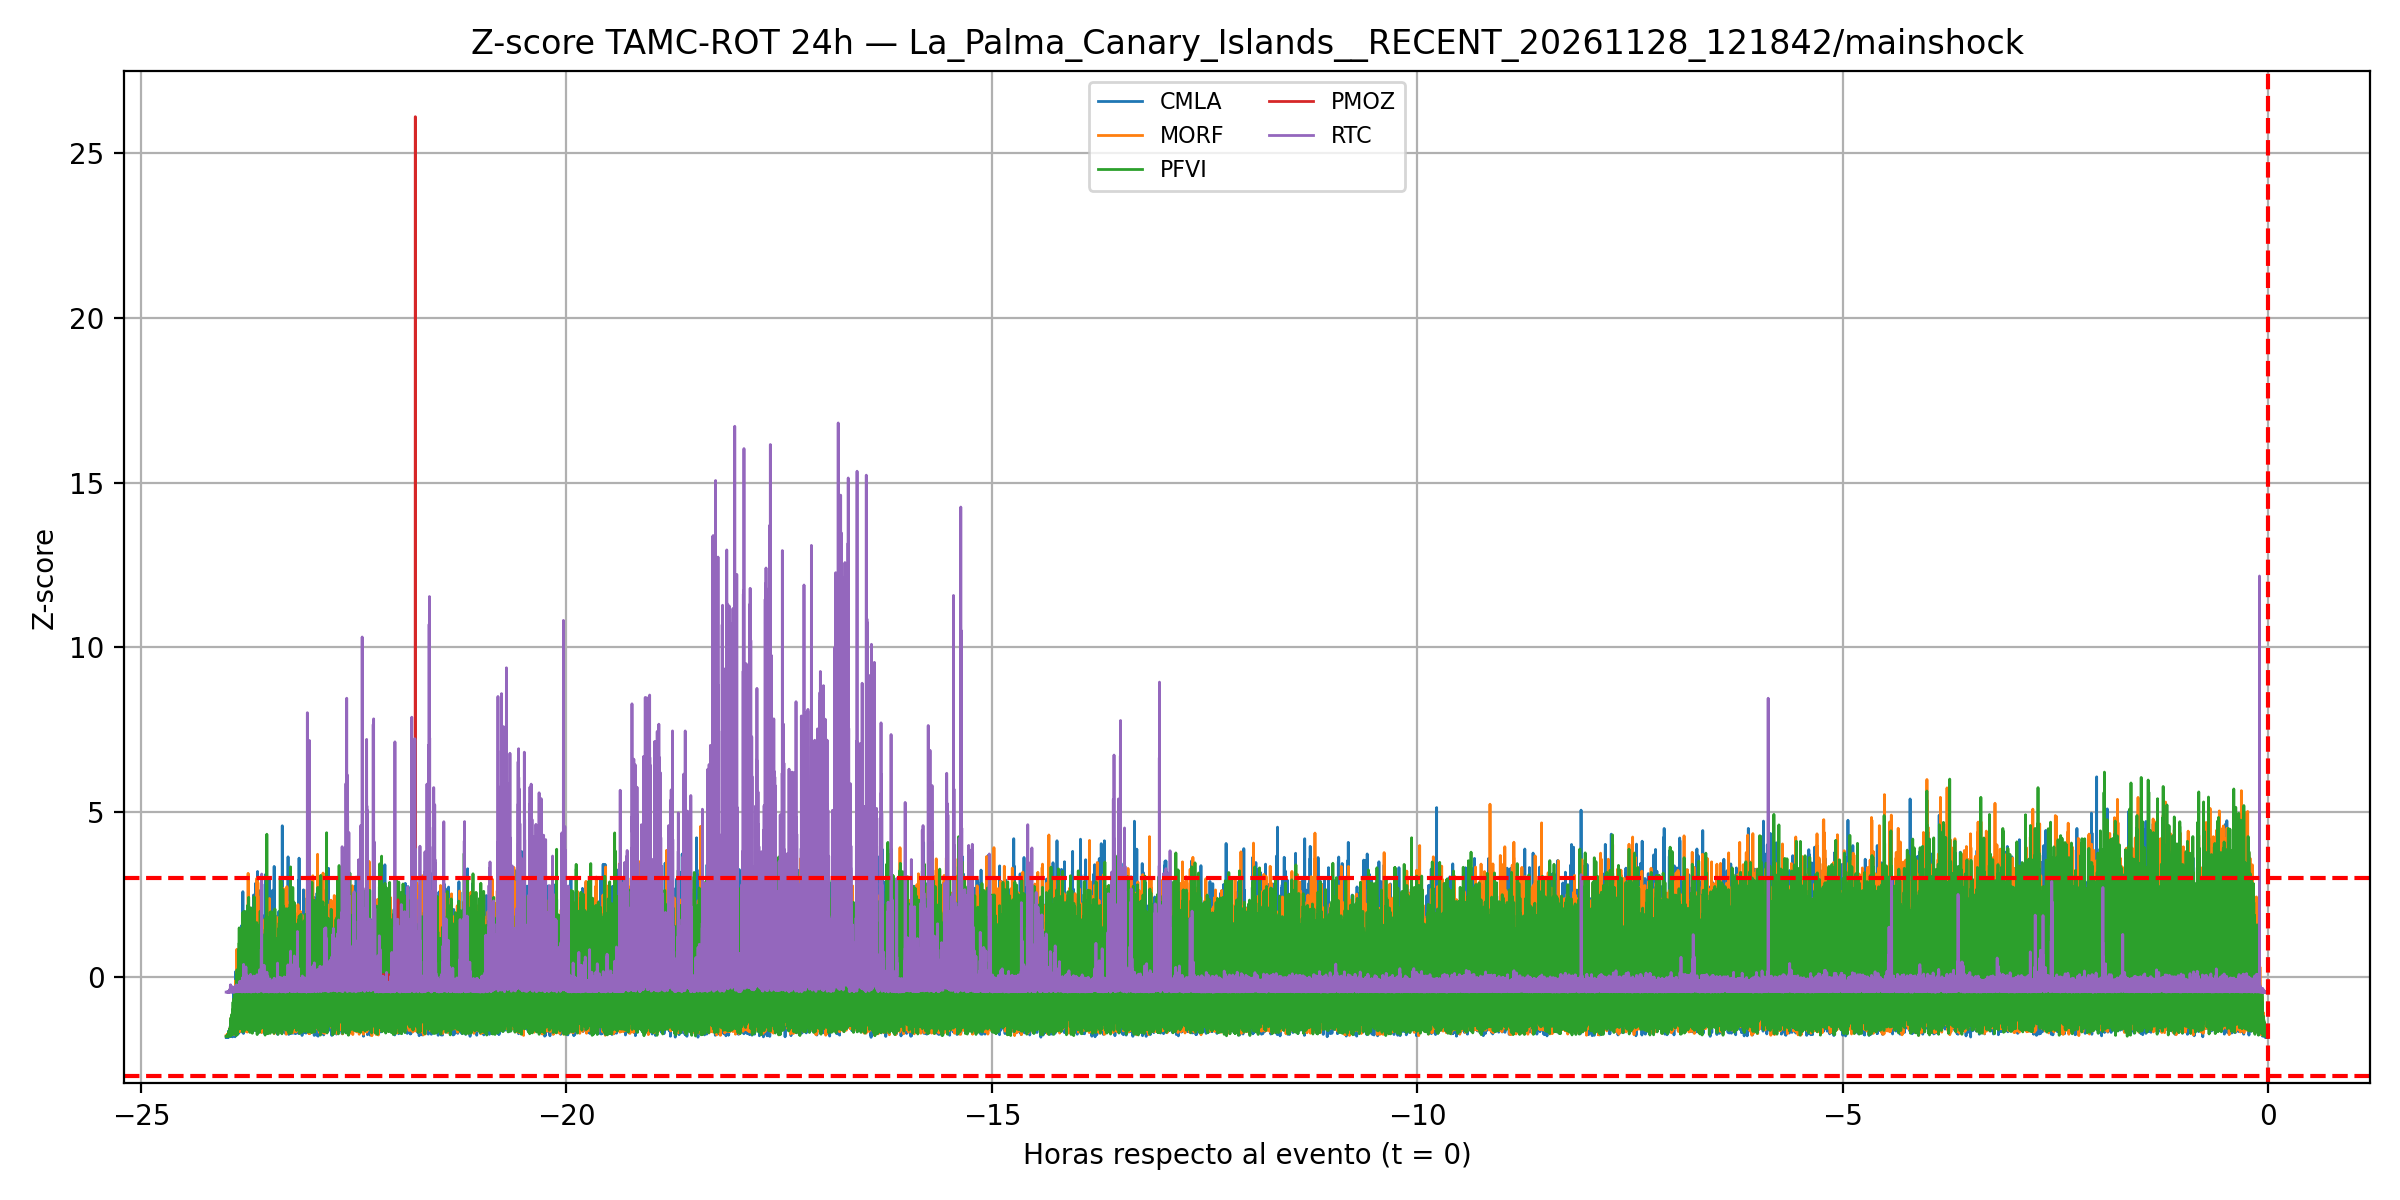 Z-score TAMC-ROT 24h — La_Palma_Canary_Islands__RECENT_20261128_121842/mainshock
CMLA
MORF
PFVI
PMOZ
RTC
25
20
15
10
5
0
Z-score
−25
−20
−15
−10
−5
0
Horas respecto al evento (t = 0)